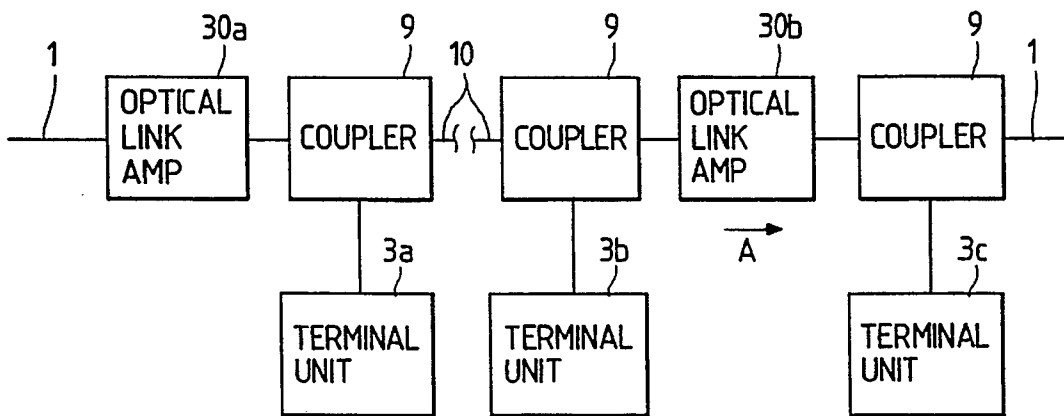 30a 9 9 30b 9
1 10 1
OPTICAL
LINK
AMP
COUPLER
COUPLER
OPTICAL
LINK
AMP
COUPLER
A
3a 3b 3c
TERMINAL
UNIT
TERMINAL
UNIT
TERMINAL
UNIT